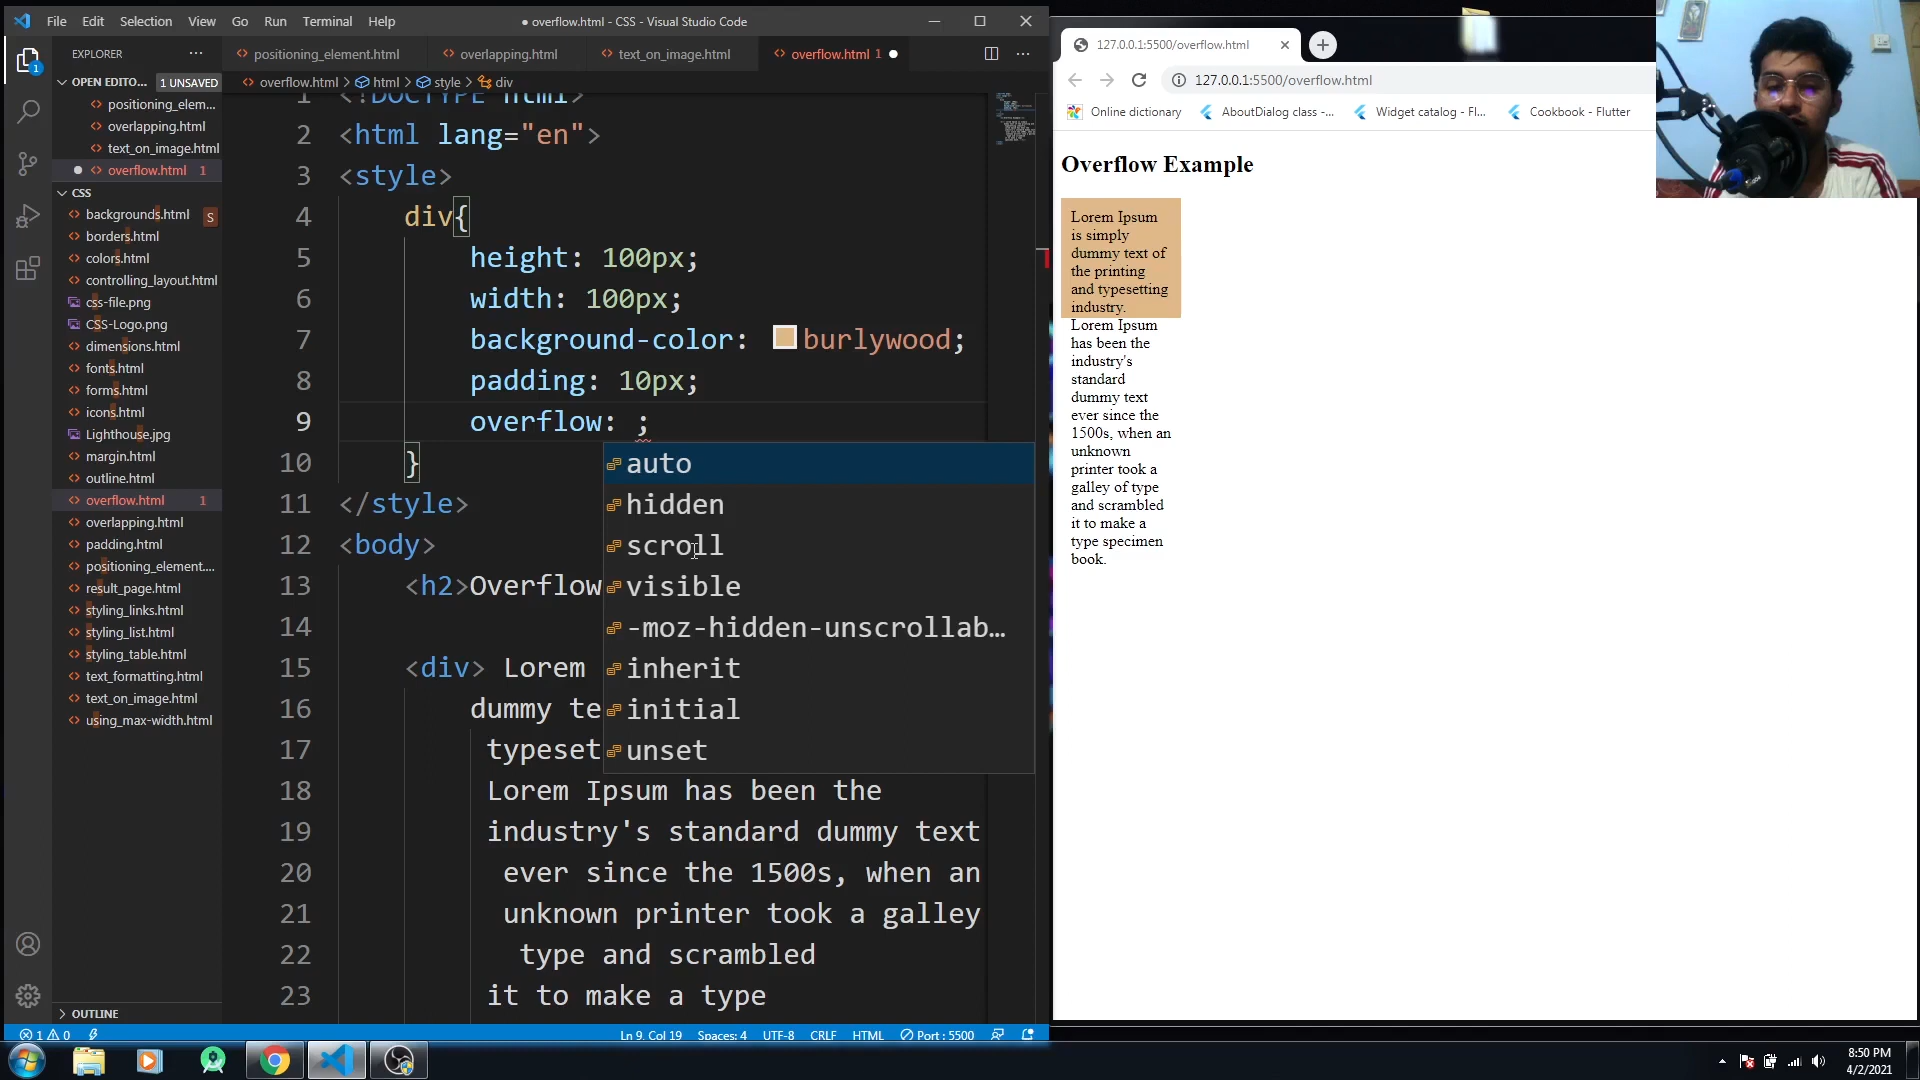 File Edit Selection View Go Run Terminal Help
● overflow.html - CSS - Visual Studio Code
EXPLORER ...
positioning_element.html overlapping.html text_on_image.html overflow.html 1 ●
OPEN EDITO... 1 UNSAVED
overflow.html > html > style > div
positioning_elem...
overlapping.html
text_on_image.html
overflow.html 1
CSS
backgrounds.html S
borders.html
colors.html
controlling_layout.html
css-file.png
CSS-Logo.png
dimensions.html
fonts.html
forms.html
icons.html
Lighthouse.jpg
margin.html
outline.html
overflow.html 1
overlapping.html
padding.html
positioning_element....
result_page.html
styling_links.html
styling_list.html
styling_table.html
text_formatting.html
text_on_image.html
using_max-width.html
OUTLINE
1
1 <!DOCTYPE html>
2 <html lang="en">
3 <style>
4 div{
5 height: 100px;
6 width: 100px;
7 background-color: burlywood;
8 padding: 10px;
9 overflow: ;
10 }
11 </style>
12 <body>
13 <h2>Overflow
14
15 <div> Lorem
16 dummy te
17 typeset
18 Lorem Ipsum has been the
19 industry's standard dummy text
20 ever since the 1500s, when an
21 unknown printer took a galley
22 type and scrambled
23 it to make a type
auto
hidden
scroll
visible
-moz-hidden-unscrollab...
inherit
initial
unset
1 0 Ln 9, Col 19 Spaces: 4 UTF-8 CRLF HTML Port : 5500
127.0.0.1:5500/overflow.html
127.0.0.1:5500/overflow.html
Online dictionary AboutDialog class -... Widget catalog - Fl... Cookbook - Flutter
Overflow Example
Lorem Ipsum
is simply
dummy text of
the printing
and typesetting
industry.
Lorem Ipsum
has been the
industry's
standard
dummy text
ever since the
1500s, when an
unknown
printer took a
galley of type
and scrambled
it to make a
type specimen
book.
8:50 PM
4/2/2021